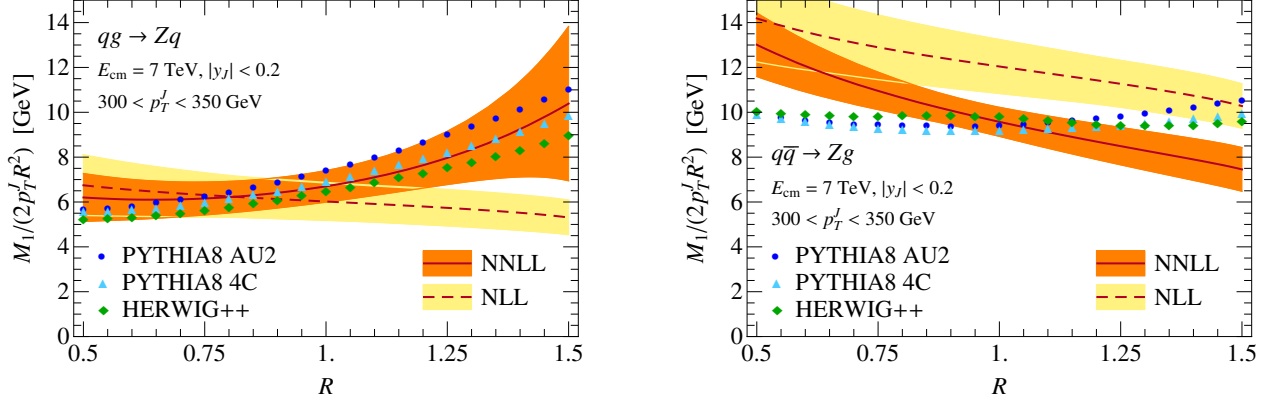 14
12
10
8
6
4
2
0
M₁/(2p_T^J R²) [GeV]
qg → Zq
E_cm = 7 TeV, |y_J| < 0.2
300 < p_T^J < 350 GeV
PYTHIA8 AU2
PYTHIA8 4C
HERWIG++
NNLL
NLL
0.5 0.75 1. 1.25 1.5
R
14
12
10
8
6
4
2
0
M₁/(2p_T^J R²) [GeV]
qq̅ → Zg
E_cm = 7 TeV, |y_J| < 0.2
300 < p_T^J < 350 GeV
PYTHIA8 AU2
PYTHIA8 4C
HERWIG++
NNLL
NLL
0.5 0.75 1. 1.25 1.5
R